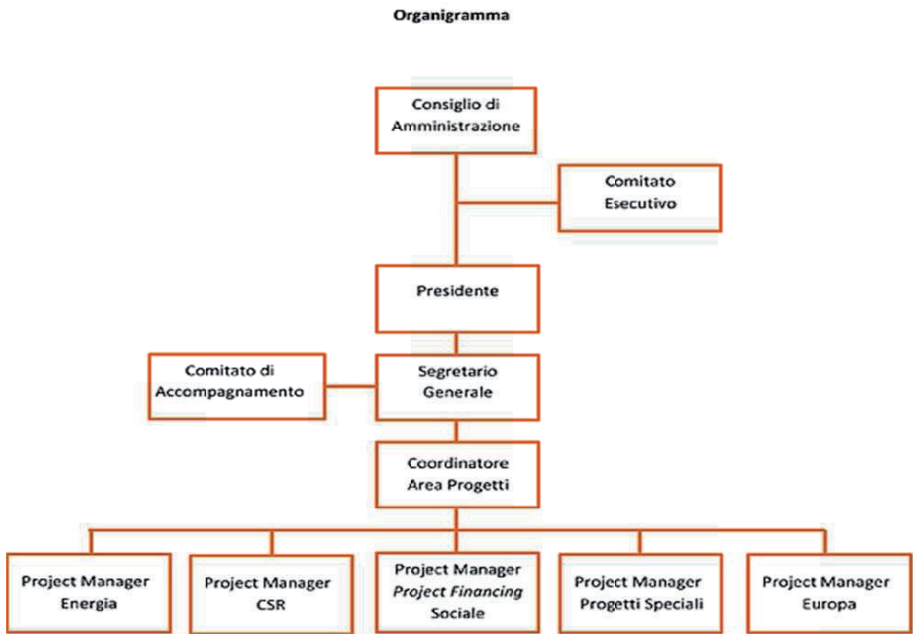 Organigramma
Consiglio di
Amministrazione
Comitato
Esecutivo
Presidente
Comitato di
Accompagnamento
Segretario
Generale
Coordinatore
Area Progetti
Project Manager
Energia
Project Manager
CSR
Project Manager
Project Financing
Sociale
Project Manager
Progetti Speciali
Project Manager
Europa